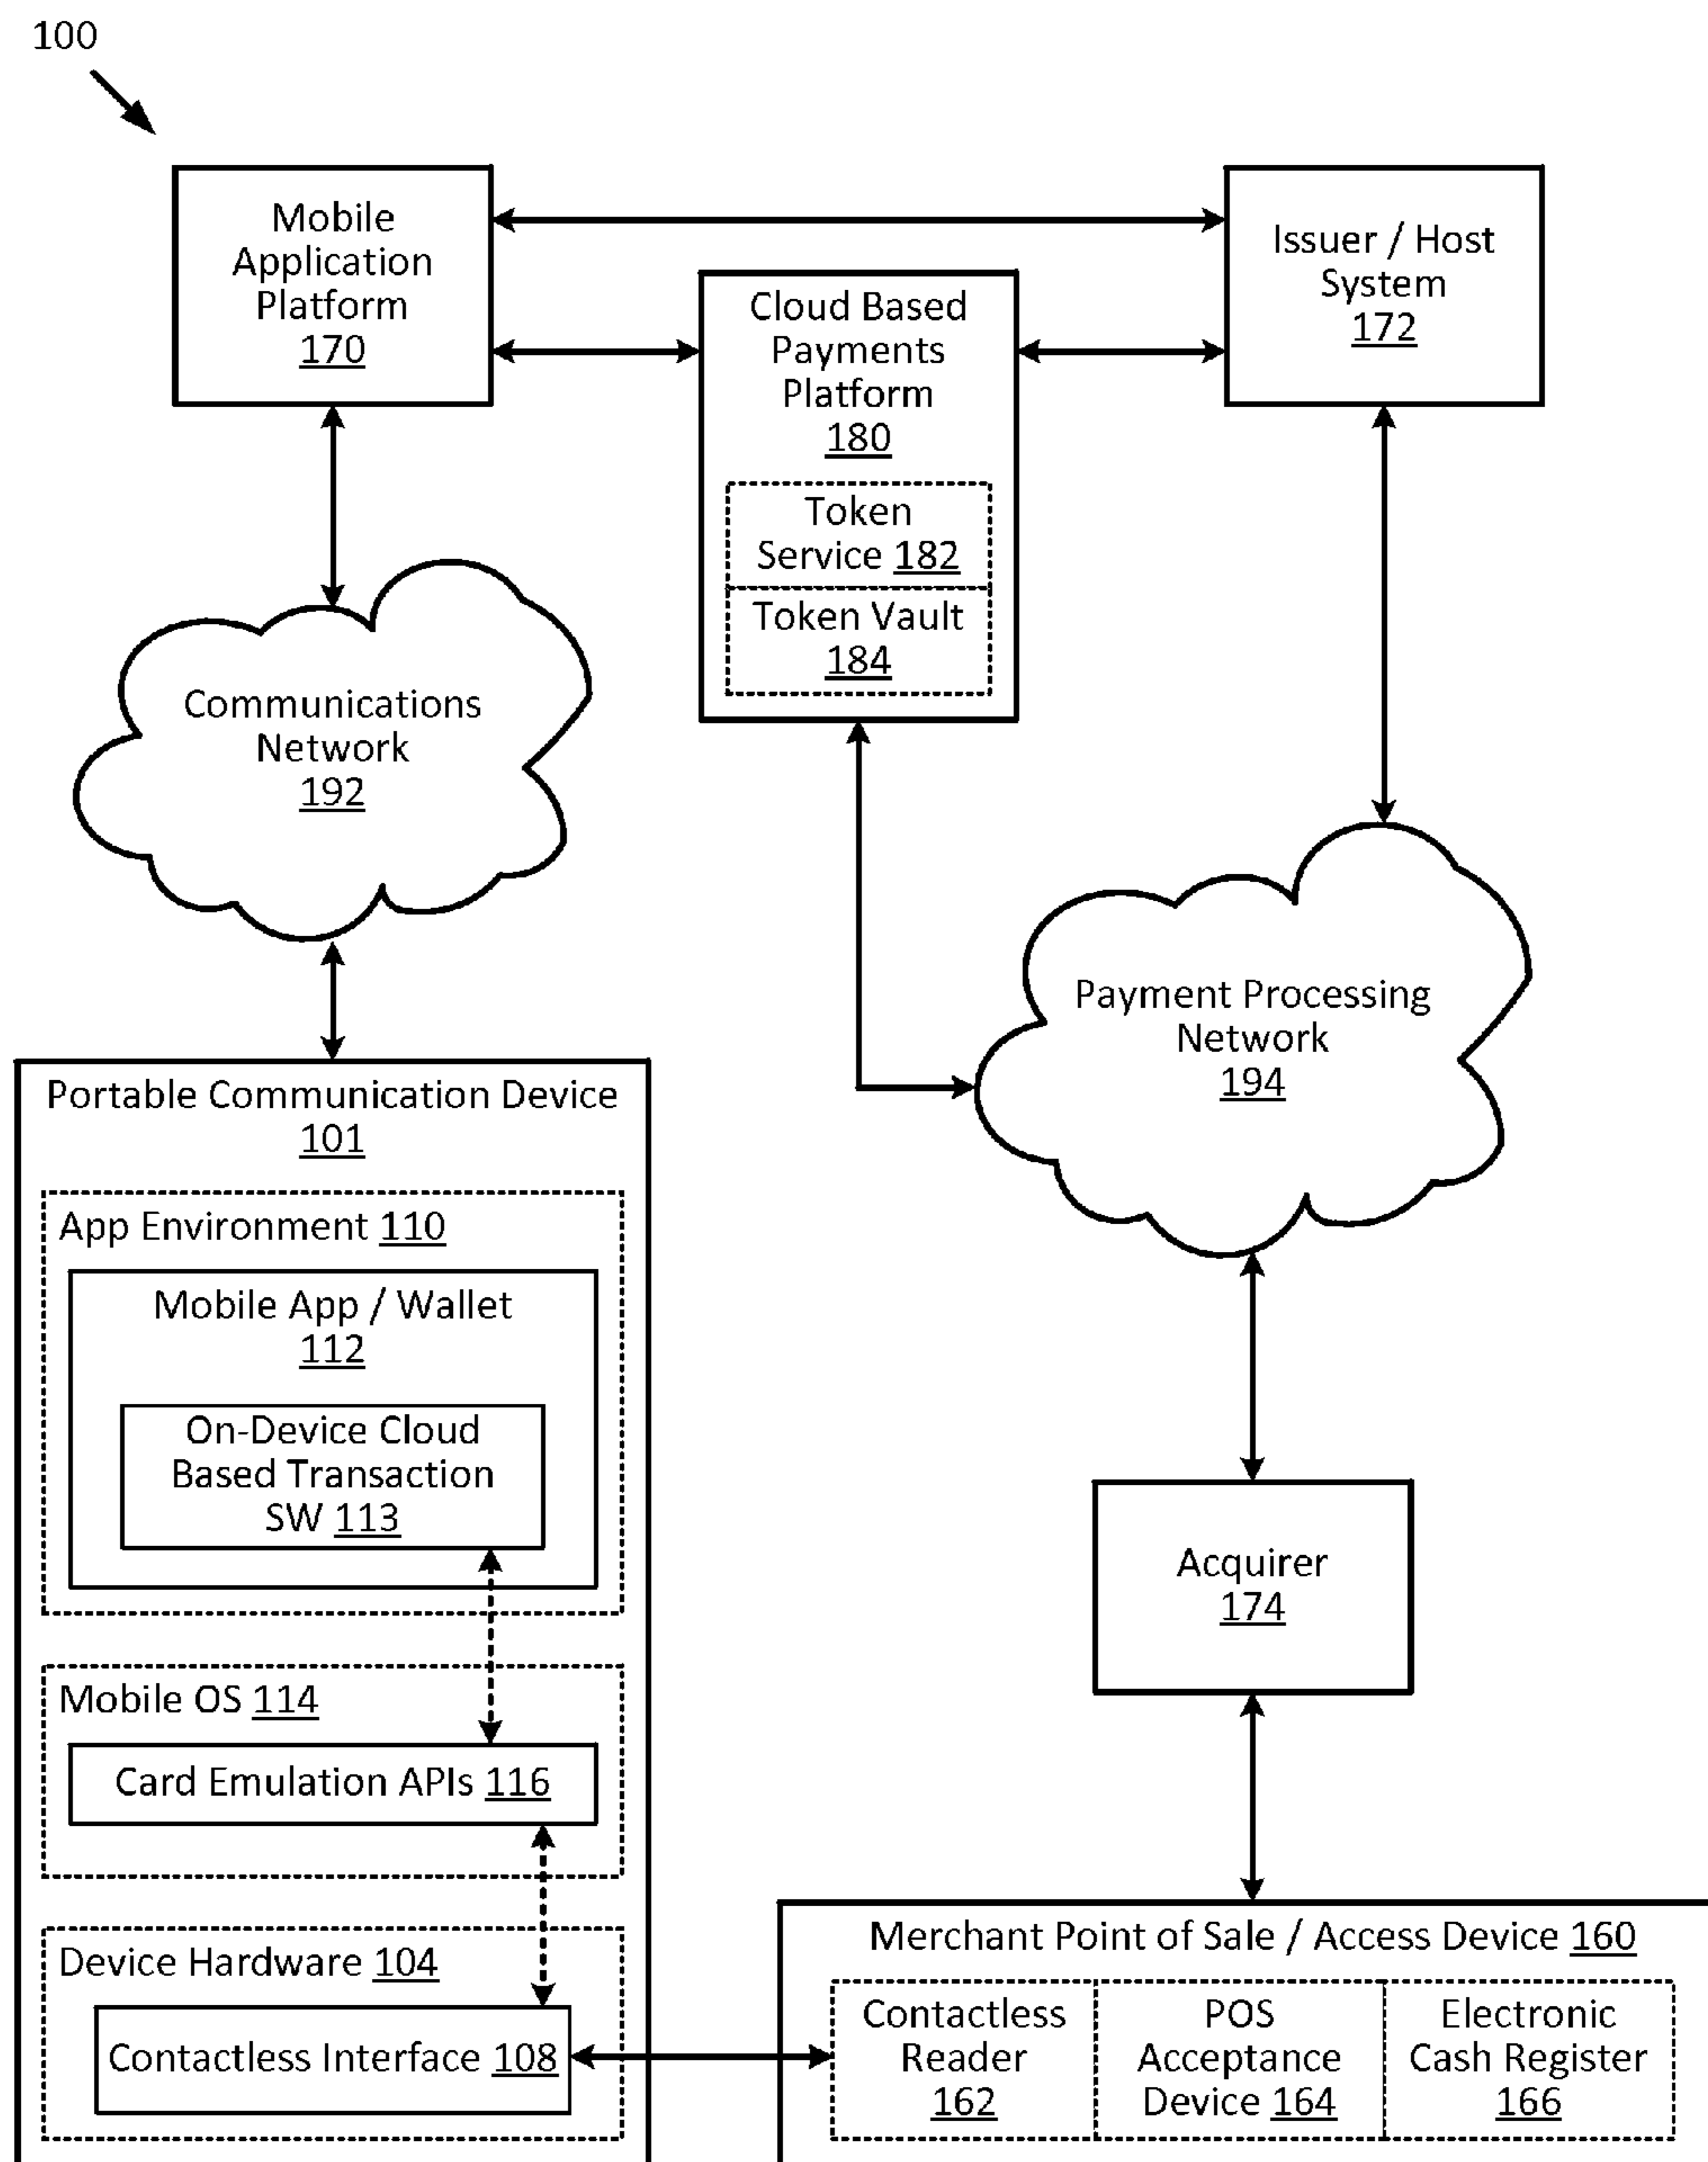 100
Mobile
Application
Platform
170
Issuer / Host
System
172
Cloud Based
Payments
Platform
180
Token
Service 182
Token Vault
184
Communications
Network
192
Payment Processing
Network
194
Portable Communication Device
101
App Environment 110
Mobile App / Wallet
112
On-Device Cloud
Based Transaction
SW 113
Mobile OS 114
Card Emulation APIs 116
Device Hardware 104
Contactless Interface 108
Acquirer
174
Merchant Point of Sale / Access Device 160
Contactless
Reader
162
POS
Acceptance
Device 164
Electronic
Cash Register
166